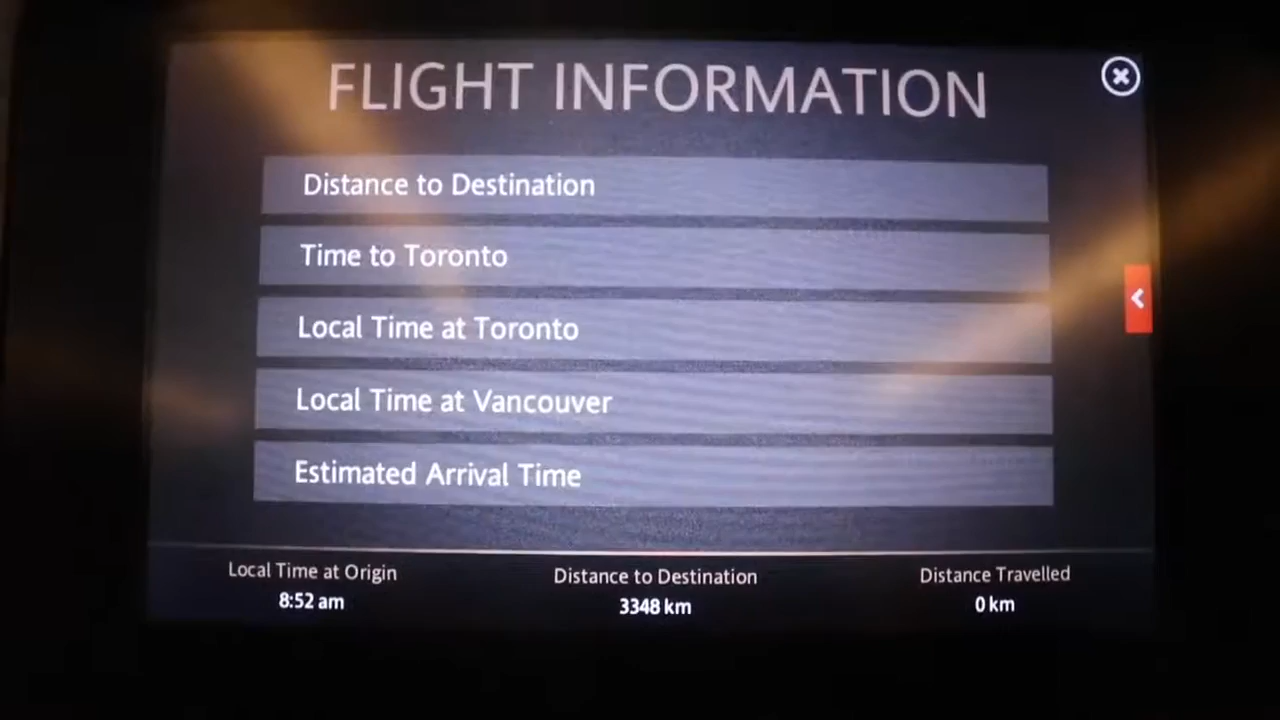 FLIGHT INFORMATION
Distance to Destination
Time to Toronto
Local Time at Toronto
Local Time at Vancouver
Estimated Arrival Time
Local Time at Origin
8:52 am
Distance to Destination
3348 km
Distance Travelled
0 km